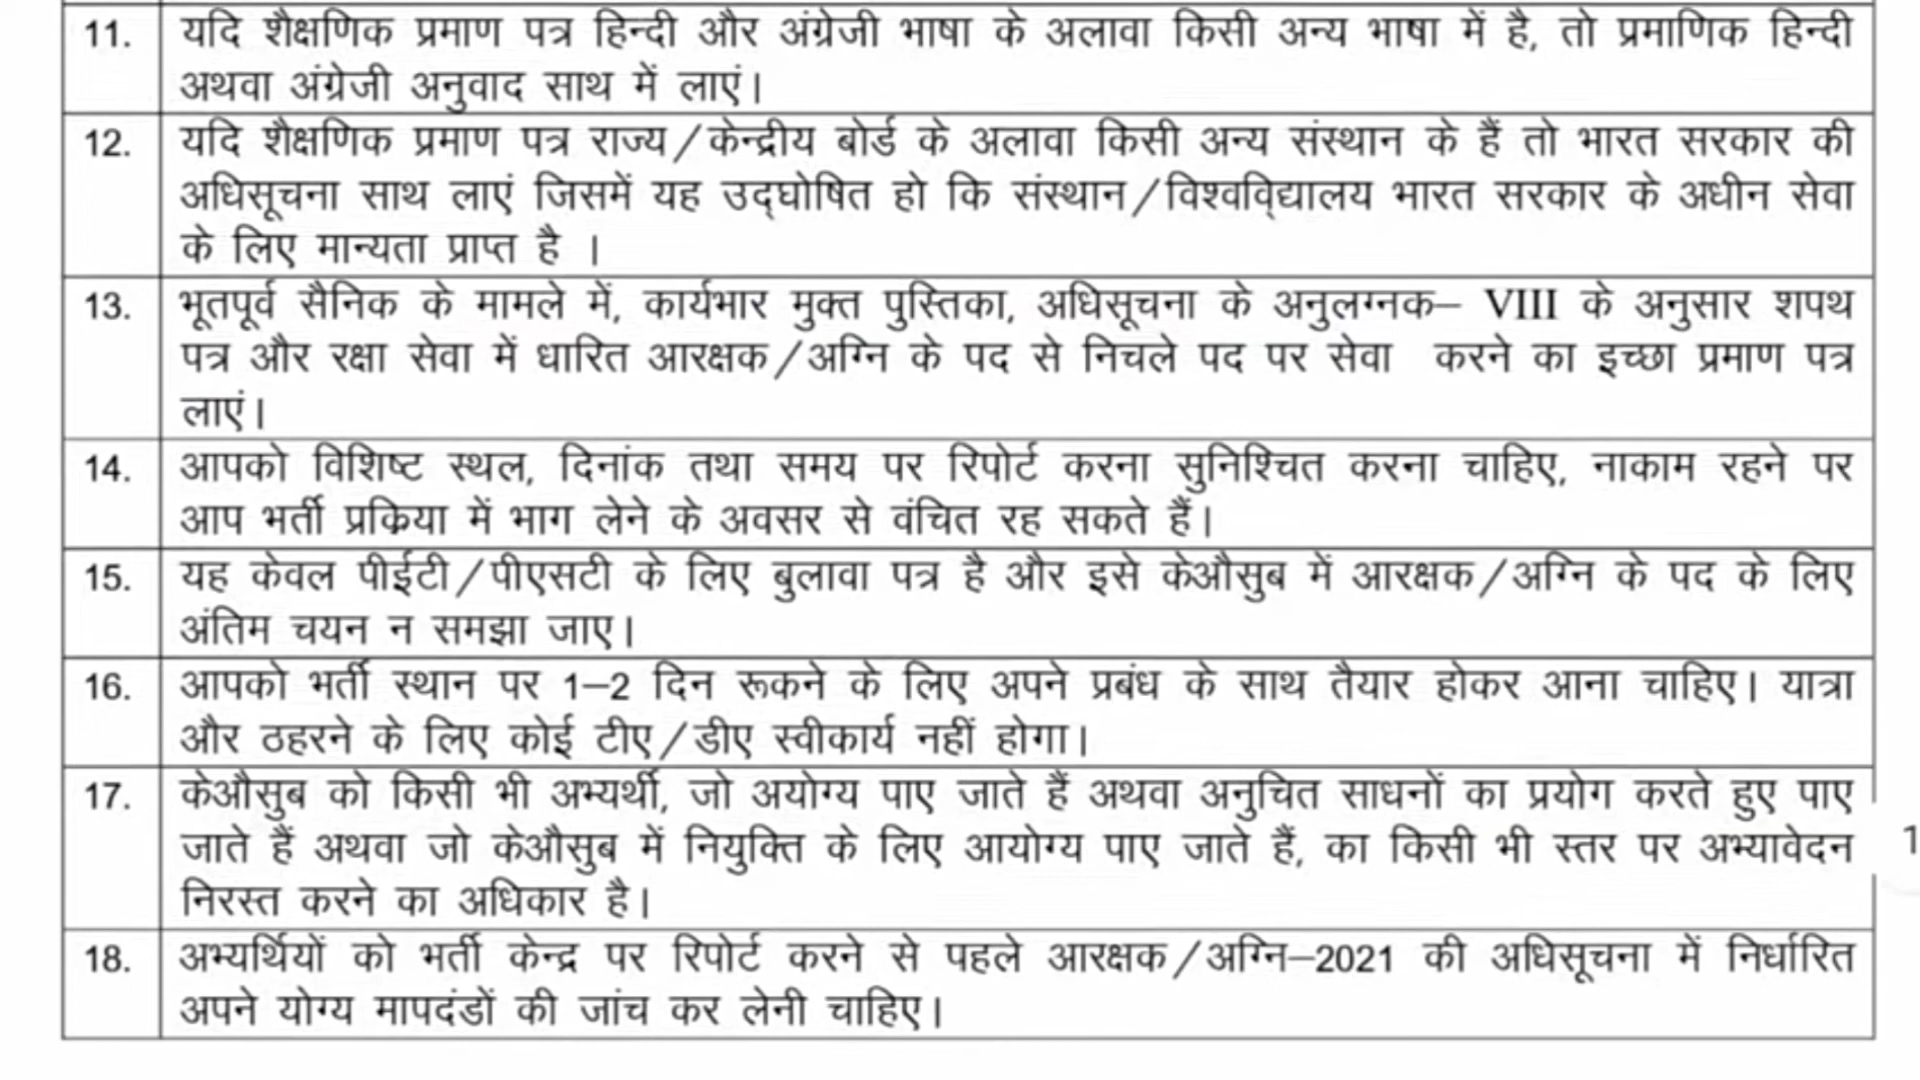 11. यदि शैक्षणिक प्रमाण पत्र हिन्दी और अंग्रेजी भाषा के अलावा किसी अन्य भाषा में है, तो प्रमाणिक हिन्दी
अथवा अंग्रेजी अनुवाद साथ में लाएं।
12. यदि शैक्षणिक प्रमाण पत्र राज्य/केन्द्रीय बोर्ड के अलावा किसी अन्य संस्थान के हैं तो भारत सरकार की
अधिसूचना साथ लाएं जिसमें यह उद्घोषित हो कि संस्थान/विश्वविद्यालय भारत सरकार के अधीन सेवा
के लिए मान्यता प्राप्त है ।
13. भूतपूर्व सैनिक के मामले में, कार्यभार मुक्त पुस्तिका, अधिसूचना के अनुलग्नक– VIII के अनुसार शपथ
पत्र और रक्षा सेवा में धारित आरक्षक/अग्नि के पद से निचले पद पर सेवा करने का इच्छा प्रमाण पत्र
लाएं।
14. आपको विशिष्ट स्थल, दिनांक तथा समय पर रिपोर्ट करना सुनिश्चित करना चाहिए, नाकाम रहने पर
आप भर्ती प्रक्रिया में भाग लेने के अवसर से वंचित रह सकते हैं।
15. यह केवल पीईटी/पीएसटी के लिए बुलावा पत्र है और इसे केऔसुब में आरक्षक/अग्नि के पद के लिए
अंतिम चयन न समझा जाए।
16. आपको भर्ती स्थान पर 1–2 दिन रूकने के लिए अपने प्रबंध के साथ तैयार होकर आना चाहिए। यात्रा
और ठहरने के लिए कोई टीए/डीए स्वीकार्य नहीं होगा।
17. केऔसुब को किसी भी अभ्यर्थी, जो अयोग्य पाए जाते हैं अथवा अनुचित साधनों का प्रयोग करते हुए पाए
जाते हैं अथवा जो केऔसुब में नियुक्ति के लिए आयोग्य पाए जाते हैं, का किसी भी स्तर पर अभ्यावेदन
निरस्त करने का अधिकार है।
1
18. अभ्यर्थियों को भर्ती केन्द्र पर रिपोर्ट करने से पहले आरक्षक/अग्नि–2021 की अधिसूचना में निर्धारित
अपने योग्य मापदंडों की जांच कर लेनी चाहिए।